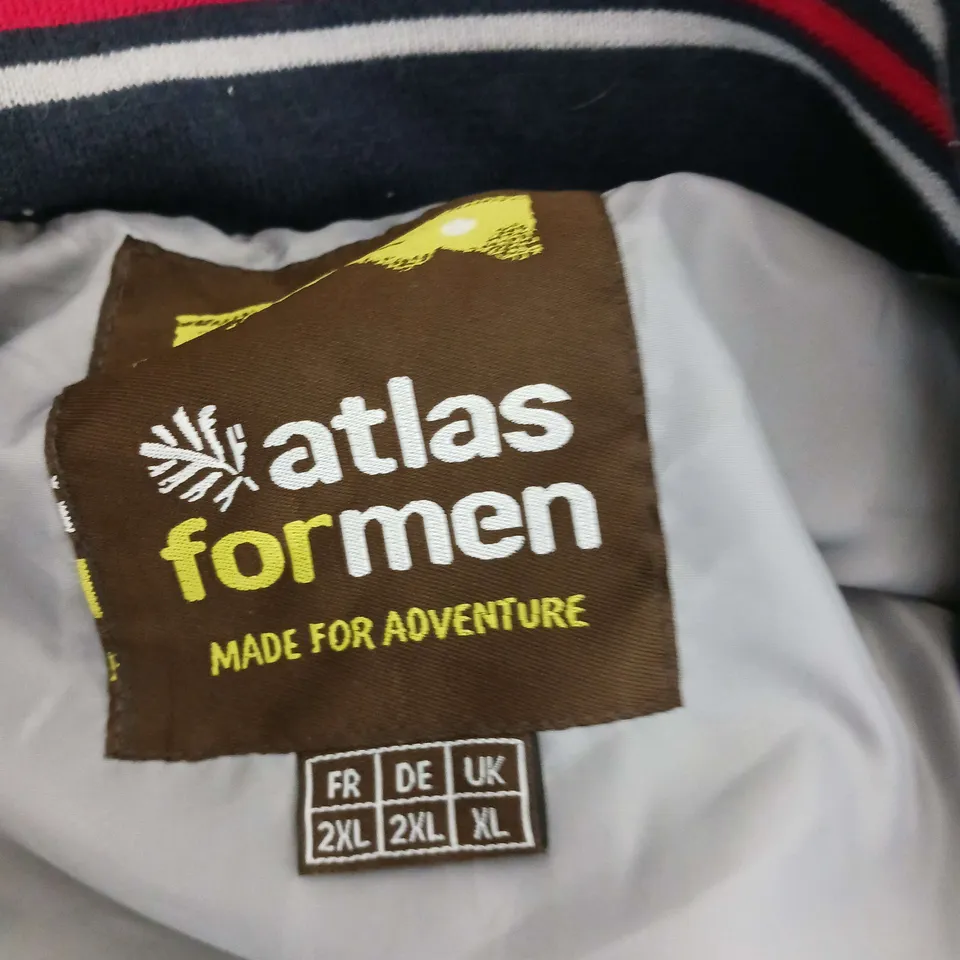 atlas
formen
MADE FOR ADVENTURE
FR DE UK
2XL 2XL XL